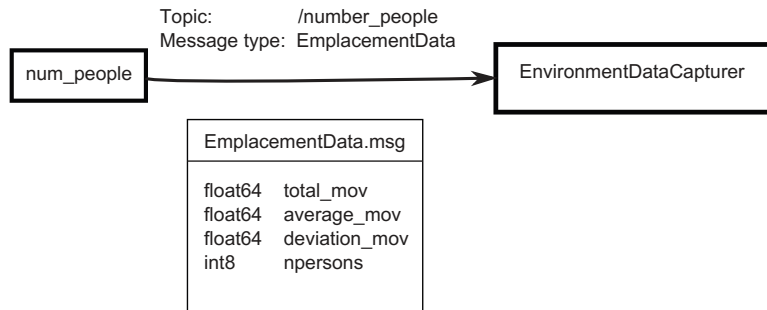 Topic: /number_people
Message type: EmplacementData
num_people
EnvironmentDataCapturer
EmplacementData.msg
float64 total_mov
float64 average_mov
float64 deviation_mov
int8 npersons